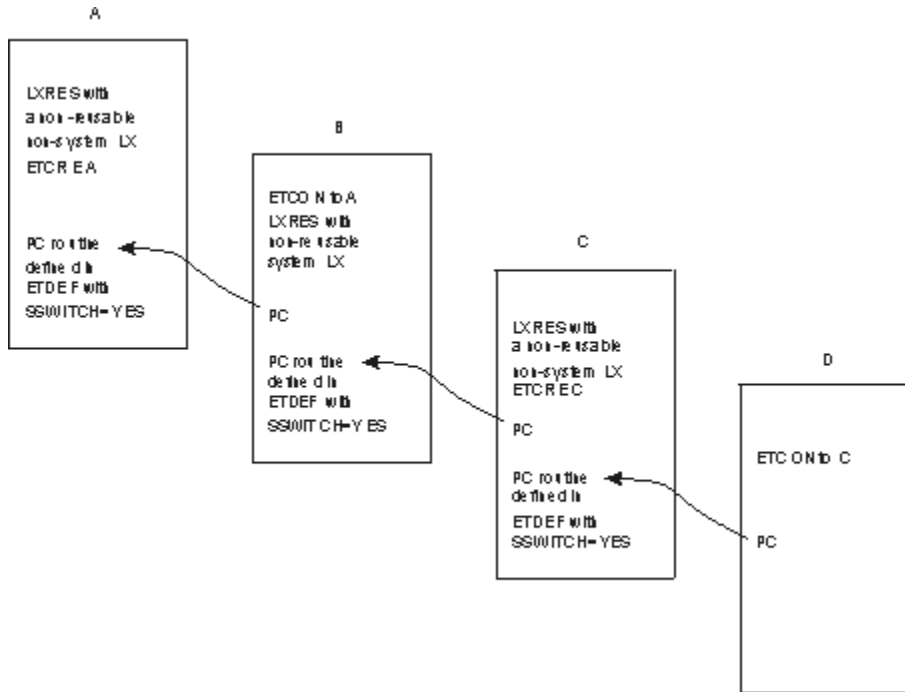 A
LXRES with
a non-reusable
non-system LX
ETCREA
PC routine
defined in
ETDEF with
SSWITCH=YES
B
ETCON to A
LXRES with
non-reusable
system LX
PC
PC routine
defined in
ETDEF with
SSWITCH=YES
C
LXRES with
a non-reusable
non-system LX
ETCREC
PC
PC routine
defined in
ETDEF with
SSWITCH=YES
D
ETCON to C
PC